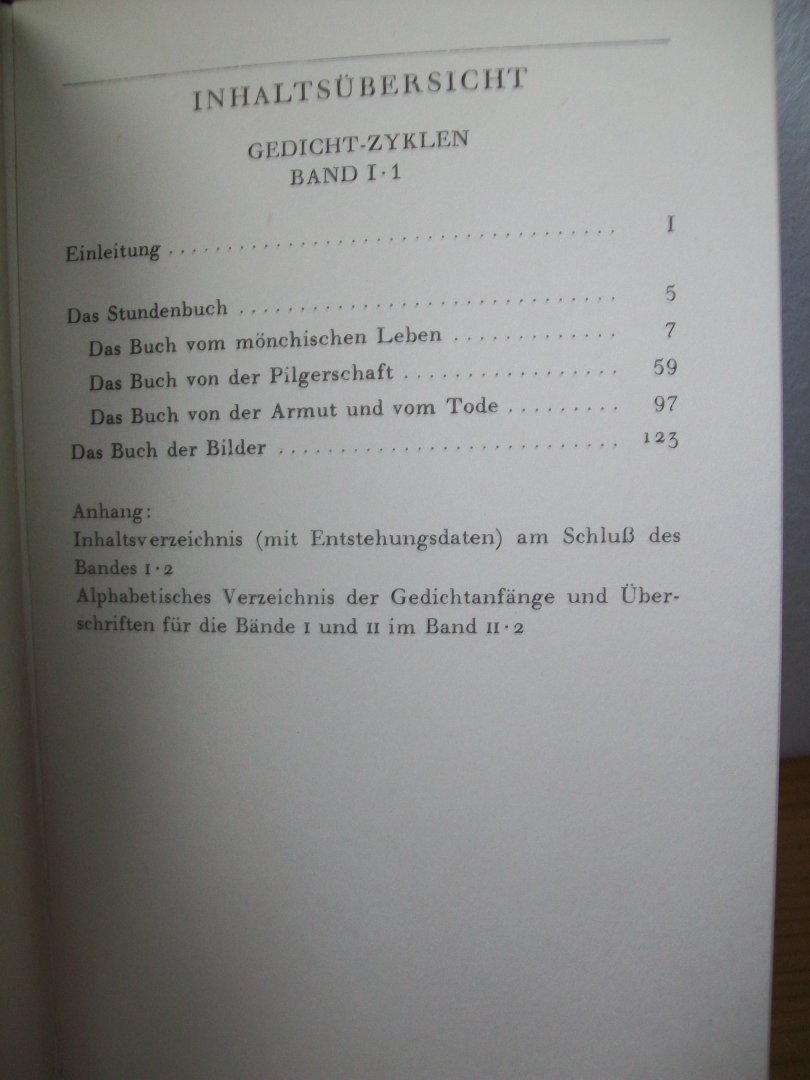 INHALTSÜBERSICHT
GEDICHT-ZYKLEN
BAND I·1
Einleitung . . . . . . . . . . . . . . . . . . . . . . . . . . . . . . . . . . . I
Das Stundenbuch . . . . . . . . . . . . . . . . . . . . . . . . . . . . . 5
Das Buch vom mönchischen Leben . . . . . . . . . . . . . 7
Das Buch von der Pilgerschaft . . . . . . . . . . . . . . . . . 59
Das Buch von der Armut und vom Tode . . . . . . . . . 97
Das Buch der Bilder . . . . . . . . . . . . . . . . . . . . . . . . . . 123
Anhang:
Inhaltsverzeichnis (mit Entstehungsdaten) am Schluß des
Bandes I·2
Alphabetisches Verzeichnis der Gedichtanfänge und Über-
schriften für die Bände I und II im Band II·2